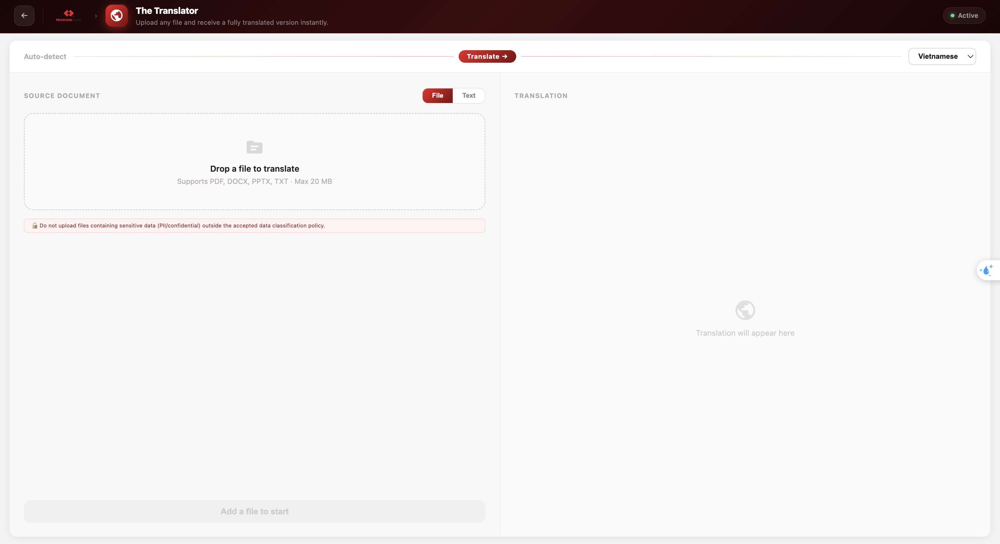 The Translator
Upload any file and receive a fully translated version instantly.
TECHCOMBANK
Active
Auto-detect
Translate →
Vietnamese
SOURCE DOCUMENT
File
Text
TRANSLATION
Drop a file to translate
Supports PDF, DOCX, PPTX, TXT · Max 20 MB
🔒 Do not upload files containing sensitive data (PII/confidential) outside the accepted data classification policy.
Translation will appear here
Add a file to start